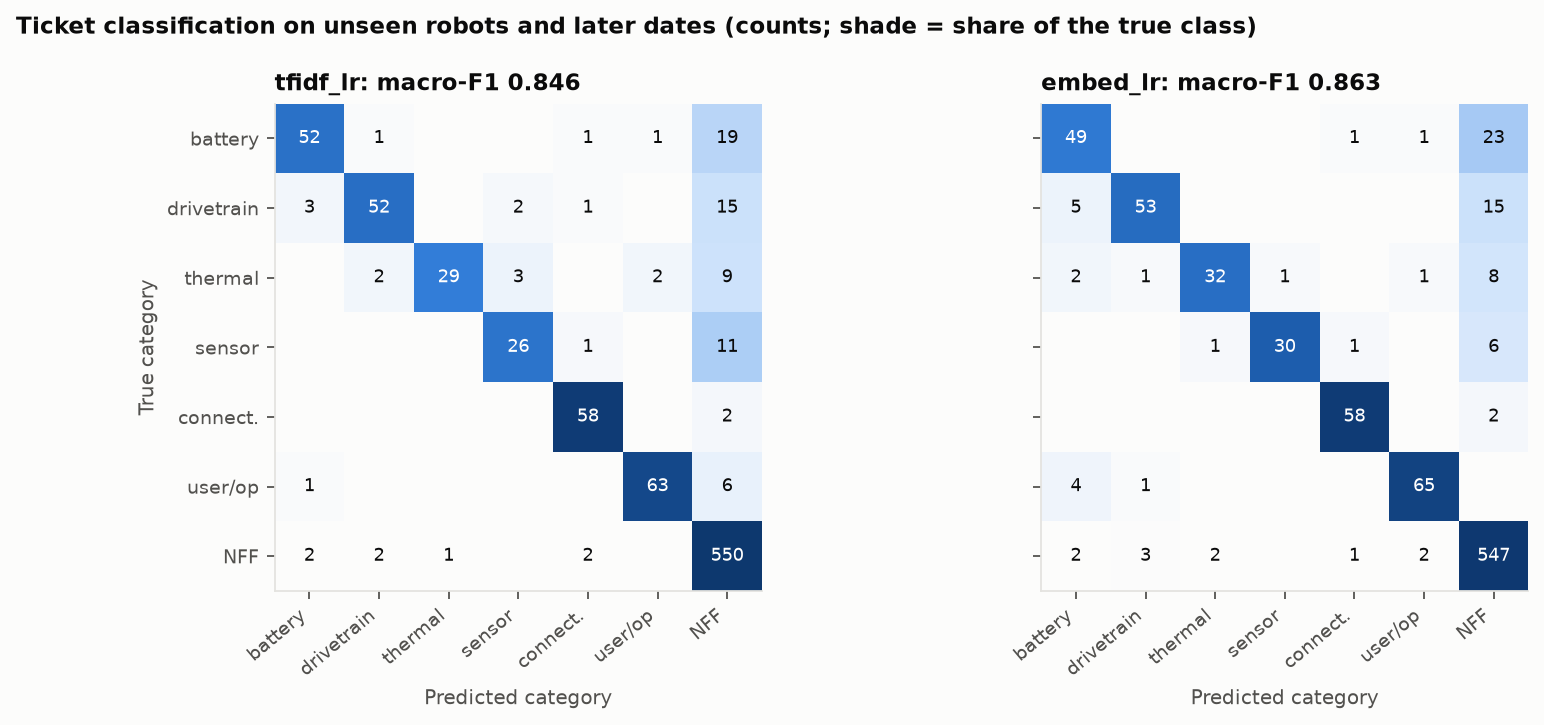 Ticket classification on unseen robots and later dates (counts; shade = share of the true class)
tfidf_lr: macro-F1 0.846
True category
battery 52 1 1 1 19
drivetrain 3 52 2 1 15
thermal 2 29 3 2 9
sensor 26 1 11
connect. 58 2
user/op 1 63 6
NFF 2 2 1 2 550
battery drivetrain thermal sensor connect. user/op NFF
Predicted category
embed_lr: macro-F1 0.863
49 1 1 23
5 53 15
2 1 32 1 1 8
1 30 1 6
58 2
4 1 65
2 3 2 1 2 547
battery drivetrain thermal sensor connect. user/op NFF
Predicted category